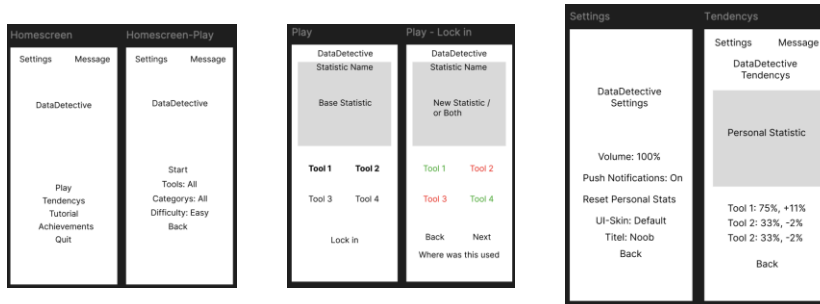 Homescreen
Settings Message
DataDetective
Play
Tendencys
Tutorial
Achievements
Quit
Homescreen-Play
Settings Message
DataDetective
Start
Tools: All
Categorys: All
Difficulty: Easy
Back
Play
DataDetective
Statistic Name
Base Statistic
Tool 1 Tool 2
Tool 3 Tool 4
Lock in
Play - Lock in
DataDetective
Statistic Name
New Statistic /
or Both
Tool 1 Tool 2
Tool 3 Tool 4
Back Next
Where was this used
Settings
DataDetective
Settings
Volume: 100%
Push Notifications: On
Reset Personal Stats
UI-Skin: Default
Titel: Noob
Back
Tendencys
Settings Message
DataDetective
Tendencys
Personal Statistic
Tool 1: 75%, +11%
Tool 2: 33%, -2%
Tool 2: 33%, -2%
Back